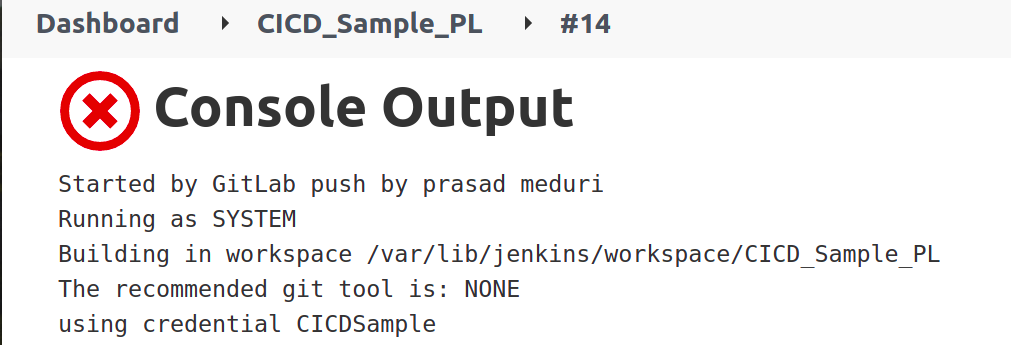 Dashboard CICD_Sample_PL #14
Console Output
Started by GitLab push by prasad meduri
Running as SYSTEM
Building in workspace /var/lib/jenkins/workspace/CICD_Sample_PL
The recommended git tool is: NONE
using credential CICDSample